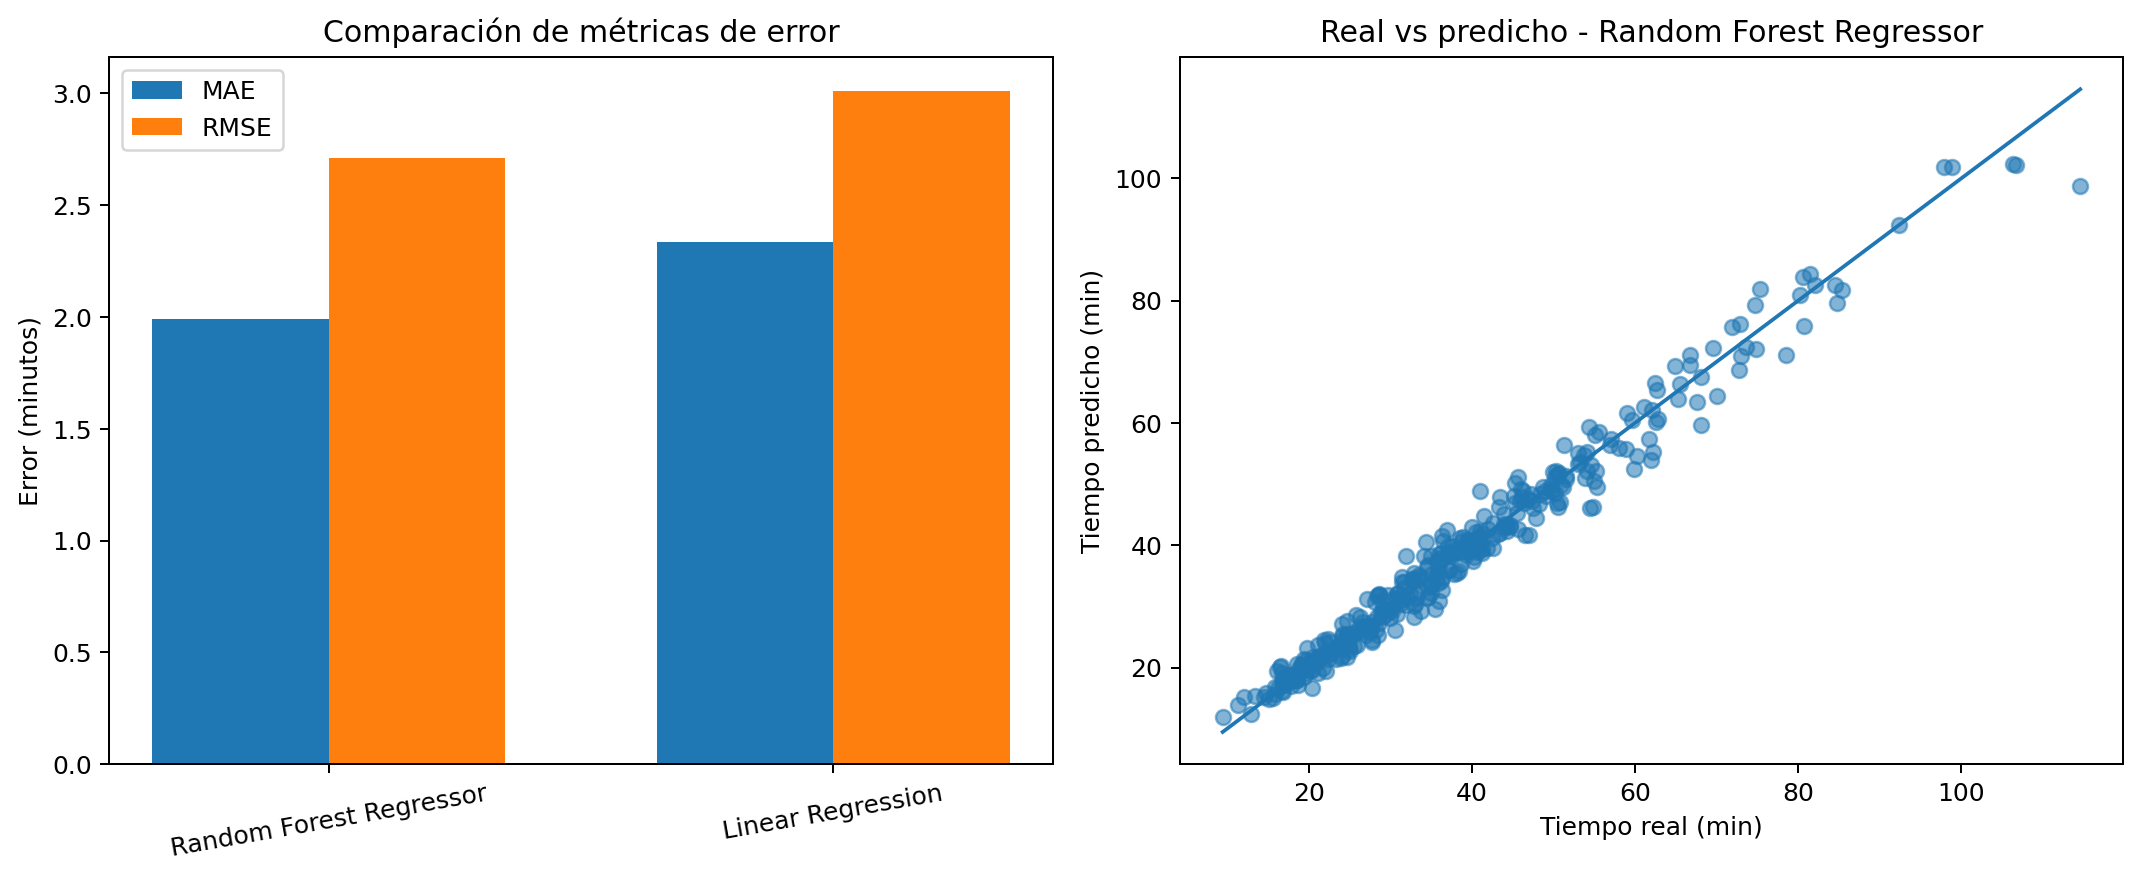 Comparación de métricas de error
MAE
RMSE
Error (minutos)
3.0
2.5
2.0
1.5
1.0
0.5
0.0
Random Forest Regressor
Linear Regression
Real vs predicho - Random Forest Regressor
Tiempo predicho (min)
100
80
60
40
20
20 40 60 80 100
Tiempo real (min)